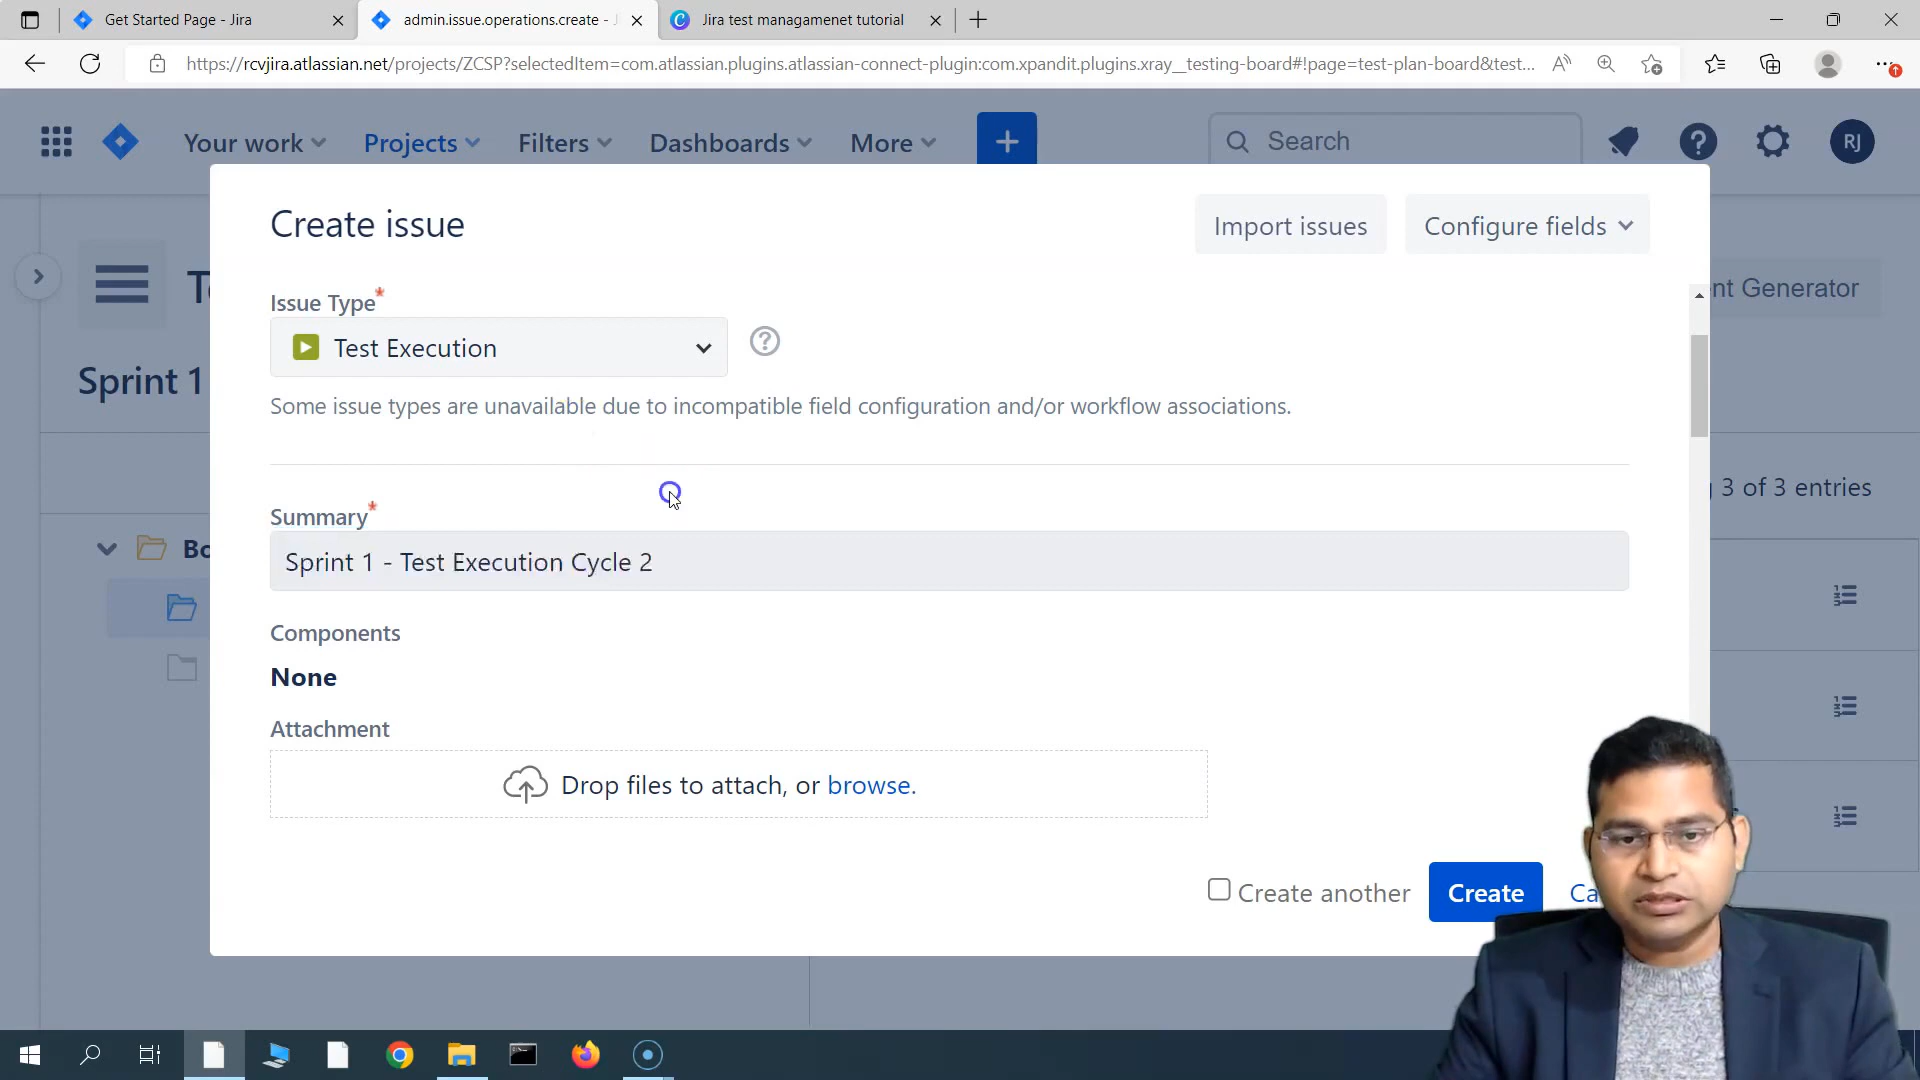 Get Started Page - Jira
admin.issue.operations.create -
Jira test managamenet tutorial
https://rcvjira.atlassian.net/projects/ZCSP?selectedItem=com.atlassian.plugins.atlassian-connect-plugin:com.xpandit.plugins.xray__testing-board#!page=test-plan-board&test...
Your work
Projects
Filters
Dashboards
More
Search
RJ
Create issue
Import issues
Configure fields
nt Generator
Issue Type*
Test Execution
Sprint 1
Some issue types are unavailable due to incompatible field configuration and/or workflow associations.
3 of 3 entries
Summary*
Sprint 1 - Test Execution Cycle 2
Components
None
Attachment
Drop files to attach, or browse.
Create another
Create
Ca